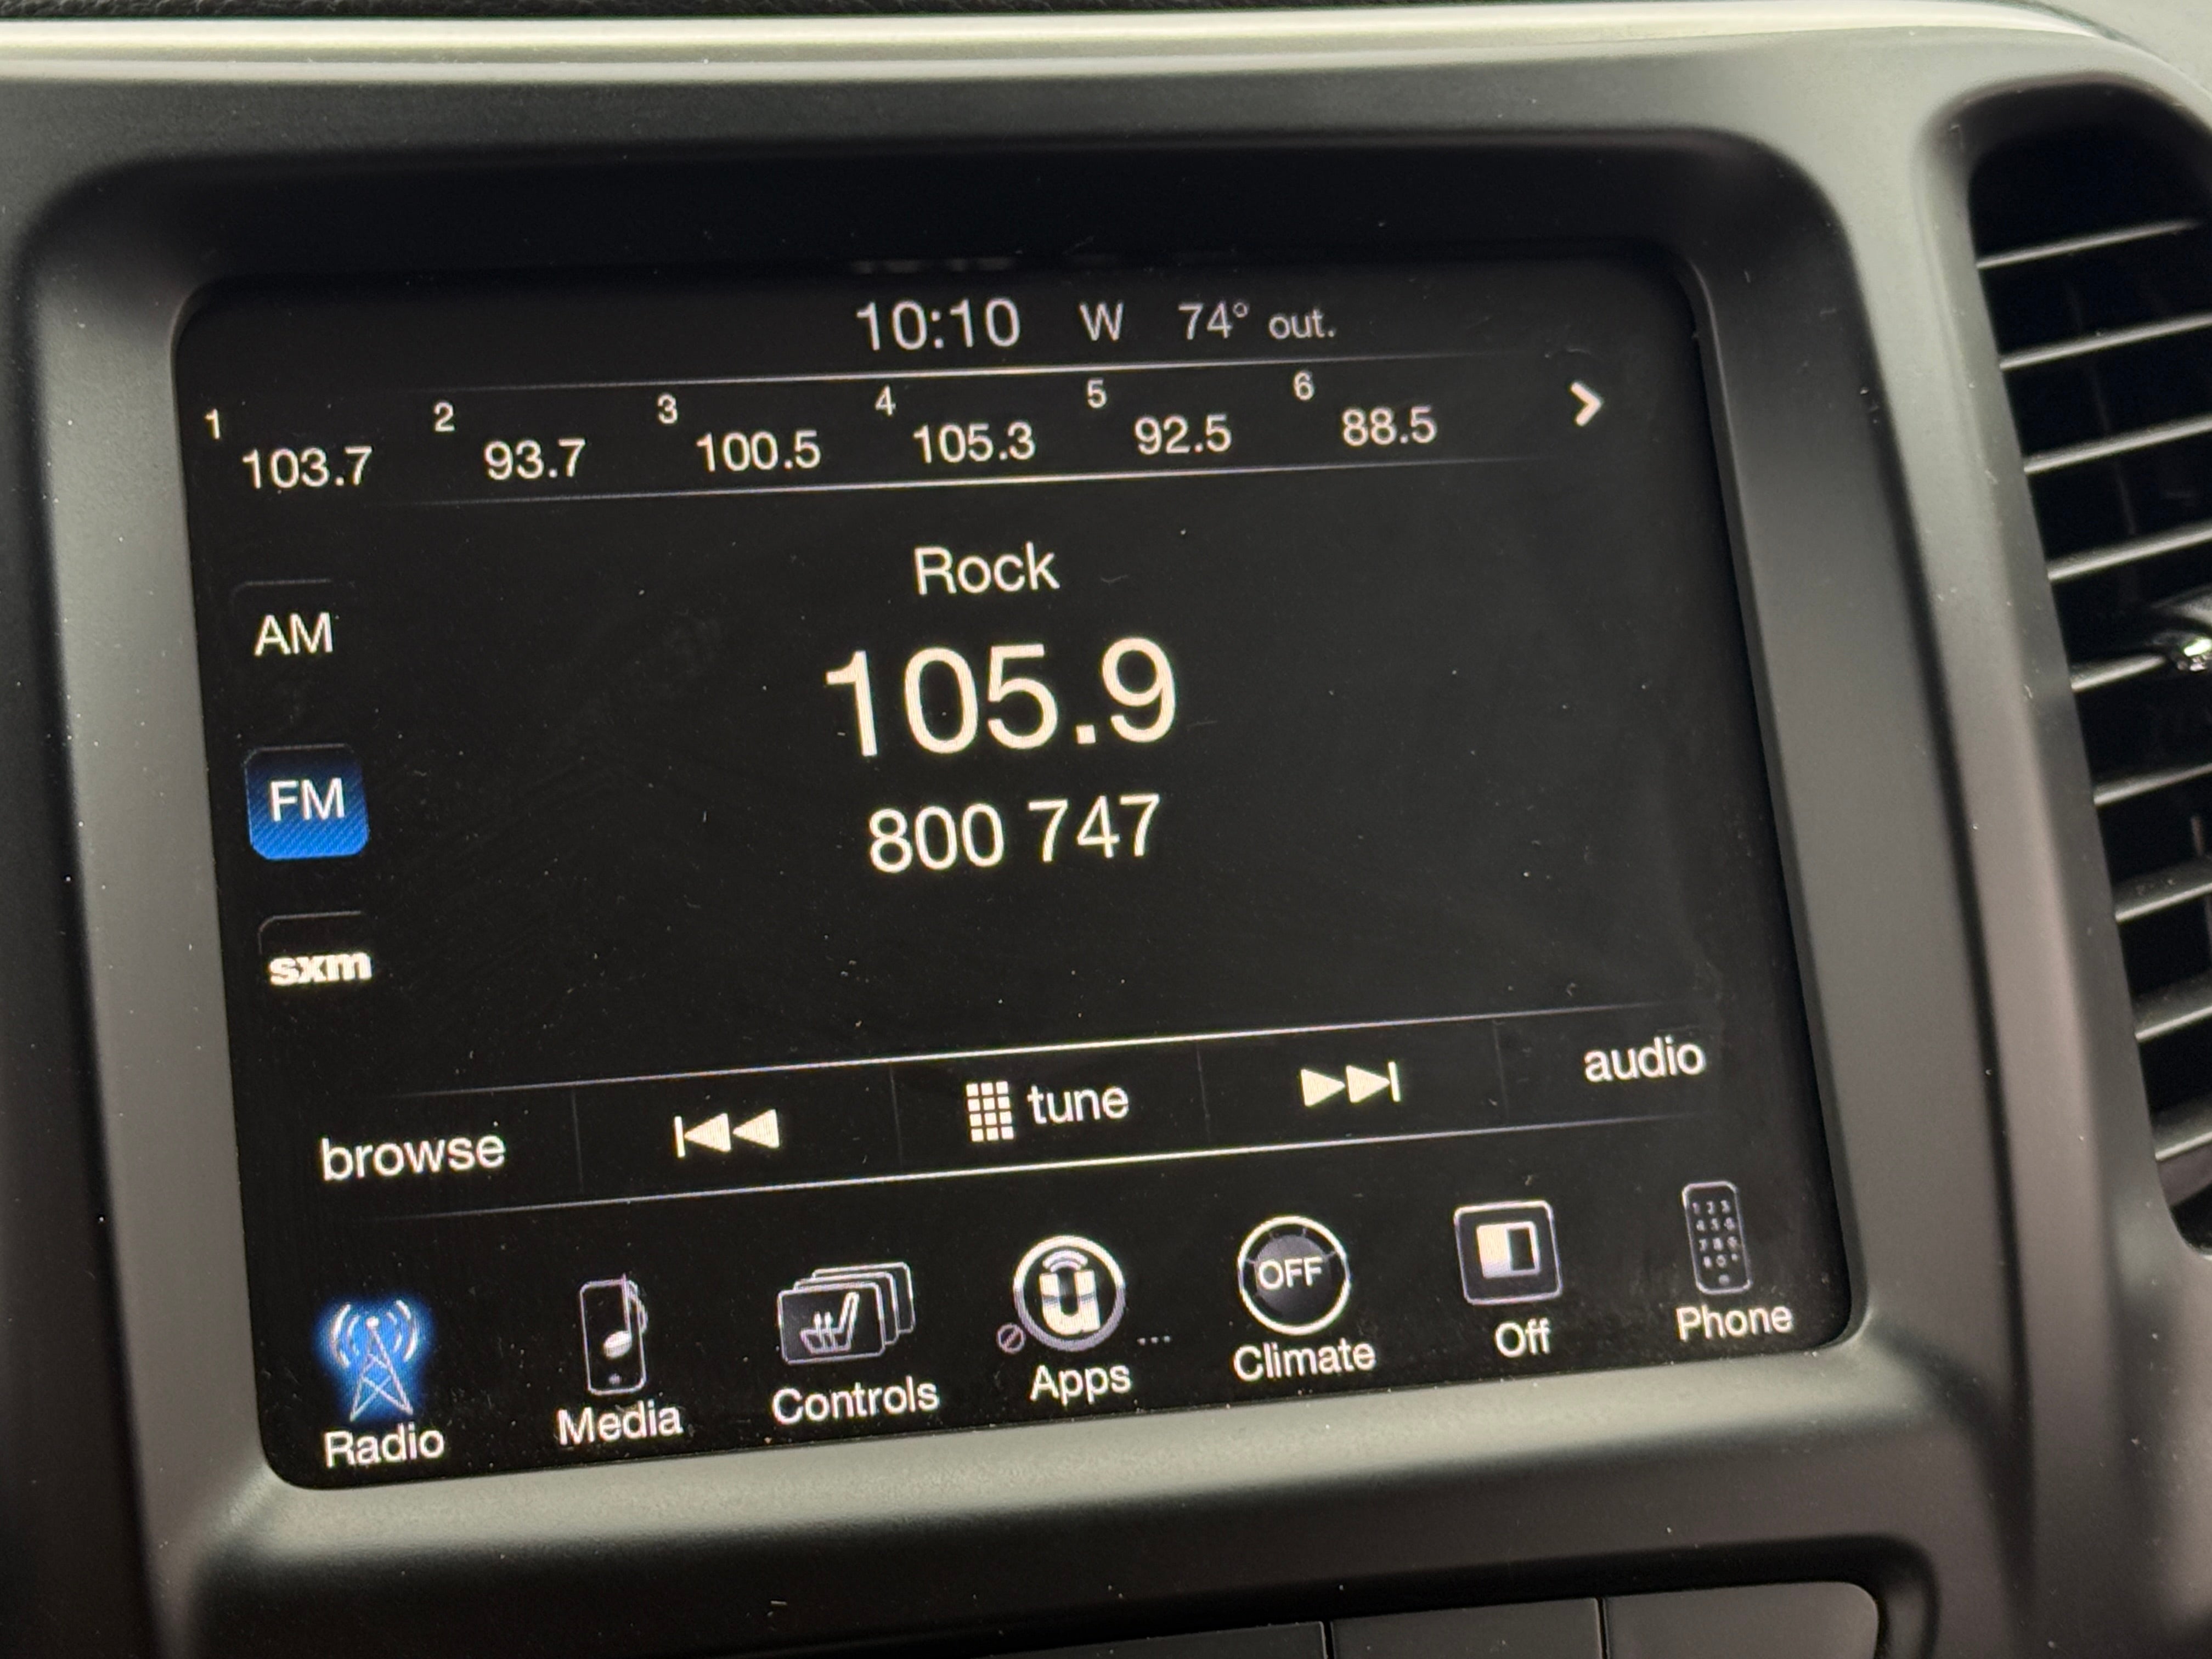 10:10 W 74° out.
1 103.7 2 93.7 3 100.5 4 105.3 5 92.5 6 88.5
Rock
AM
105.9
FM
800 747
sxm
browse tune audio
OFF
Radio Media Controls Apps ... Climate Off Phone